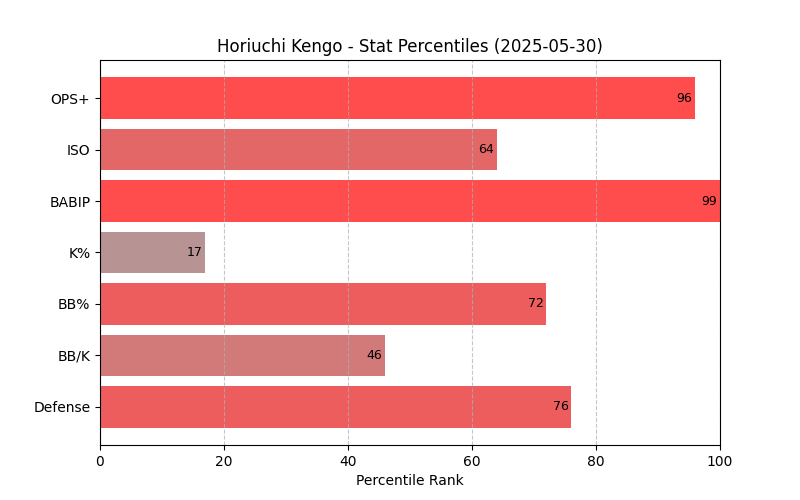 Horiuchi Kengo - Stat Percentiles (2025-05-30)
OPS+ 96
ISO 64
BABIP 99
K% 17
BB% 72
BB/K 46
Defense 76
0 20 40 60 80 100
Percentile Rank